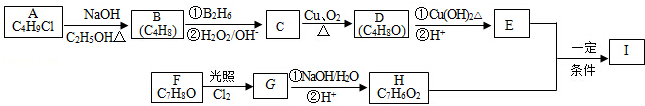 A
C4H9Cl
NaOH
C2H5OH△
B
(C4H8)
①B2H6
②H2O2/OH-
C
Cu、O2
△
D
(C4H8O)
①Cu(OH)2△
②H+
E
一定
条件
I
F
C7H8O
光照
Cl2
G
①NaOH/H2O
②H+
H
C7H6O2